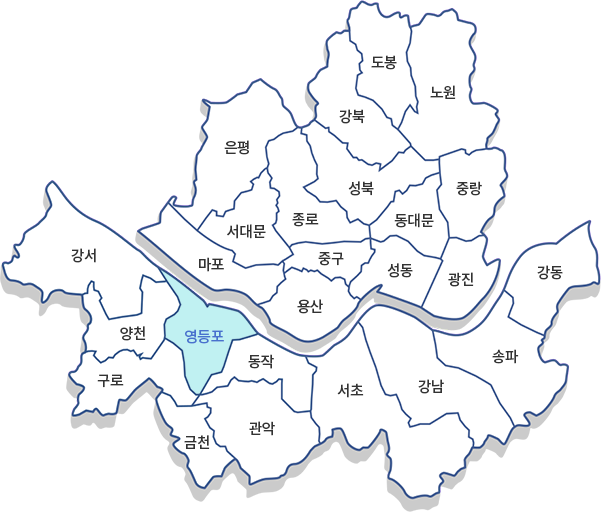 도봉
노원
강북
은평
성북
중랑
서대문
종로
동대문
강서
마포
중구
성동
광진
강동
용산
양천
영등포
동작
송파
구로
서초
강남
금천
관악